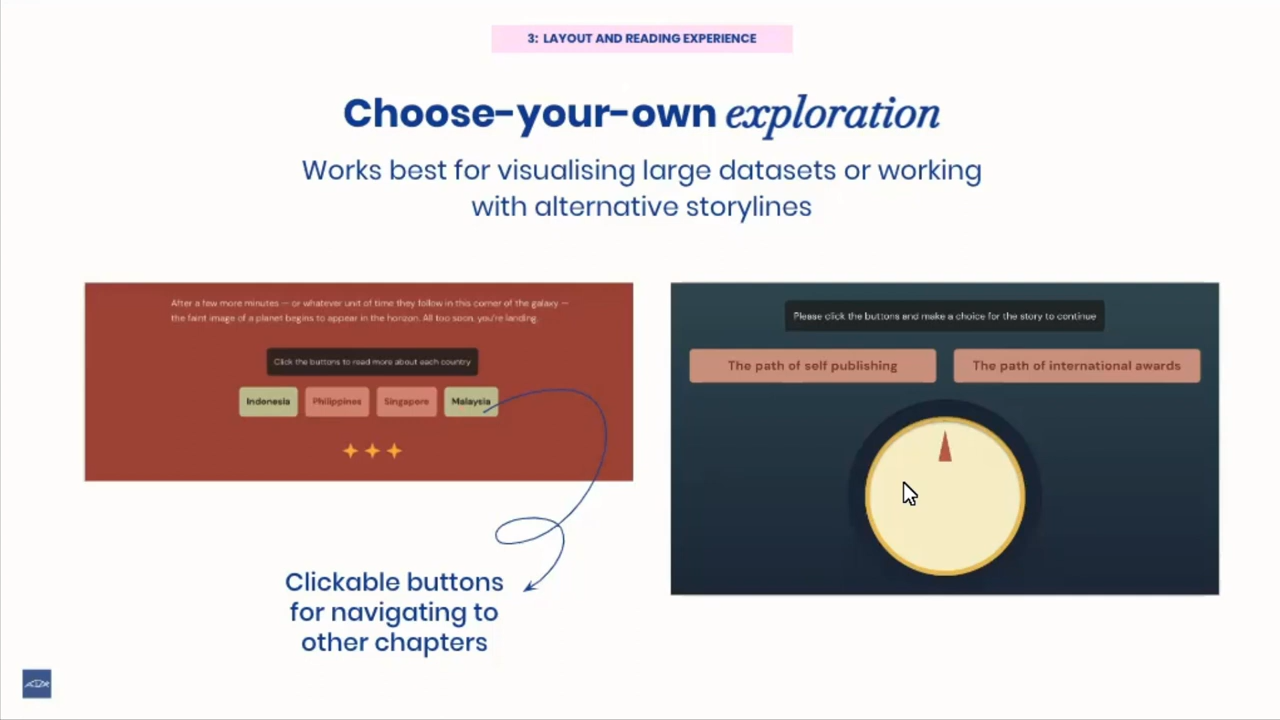 3: LAYOUT AND READING EXPERIENCE
Choose-your-own exploration
Works best for visualising large datasets or working
with alternative storylines
After a few more minutes — or whatever unit of time they follow in this corner of the galaxy —
the faint image of a planet begins to appear in the horizon. All too soon, you're landing.
Click the buttons to read more about each country
Indonesia Philippines Singapore Malaysia
Please click the buttons and make a choice for the story to continue
The path of self publishing The path of international awards
Clickable buttons
for navigating to
other chapters